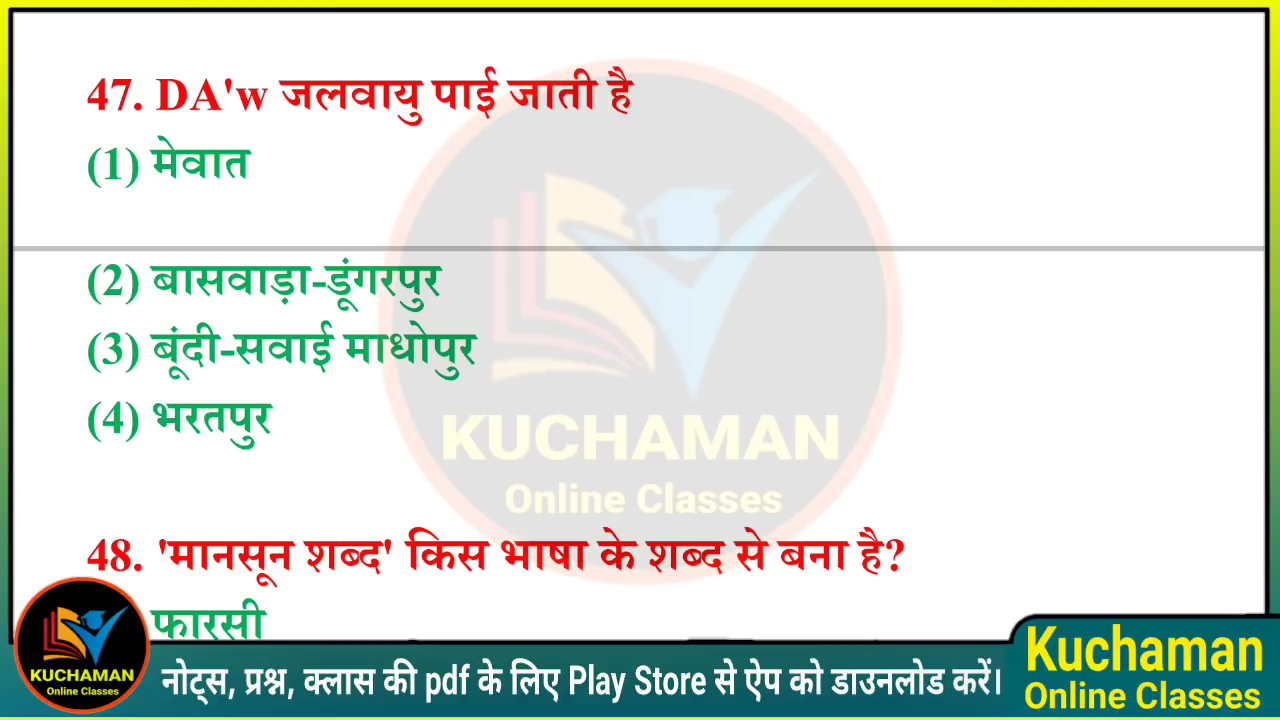 47. DA'w जलवायु पाई जाती है
(1) मेवात
(2) बासवाड़ा-डूंगरपुर
(3) बूंदी-सवाई माधोपुर
(4) भरतपुर
KUCHAMAN
Online Classes
48. 'मानसून शब्द' किस भाषा के शब्द से बना है?
फारसी
KUCHAMAN
Online Classes
नोट्स, प्रश्न, क्लास की pdf के लिए Play Store से ऐप को डाउनलोड करें।
Kuchaman
Online Classes